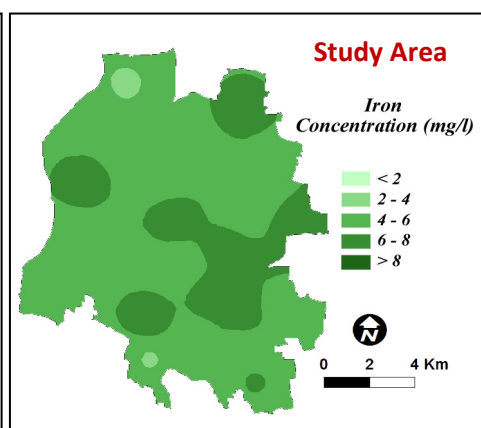 Study Area
Iron
Concentration (mg/l)
< 2
2 - 4
4 - 6
6 - 8
> 8
N
0 2 4 Km